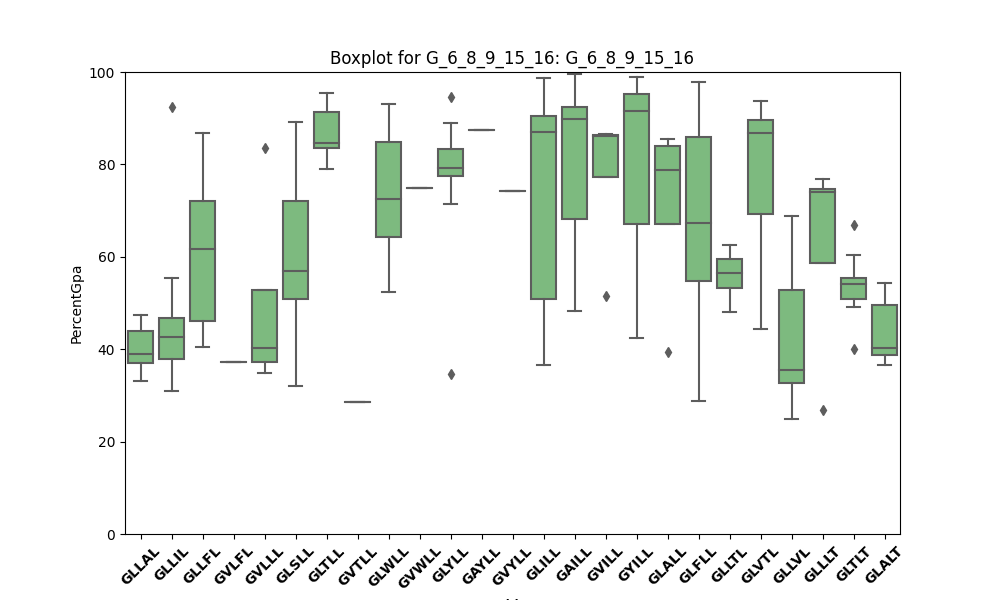 Boxplot for G_6_8_9_15_16: G_6_8_9_15_16
PercentGpa
100
80
60
40
20
0
GLLAL GLLIL GLLFL GVLFL GVLLL GLSLL GLTLL GVTLL GLWLL GVWLL GLYLL GAYLL GVYLL GLILL GAILL GVILL GYILL GLALL GLFLL GLLTL GLVTL GLLVL GLLLT GLTLT GLALT